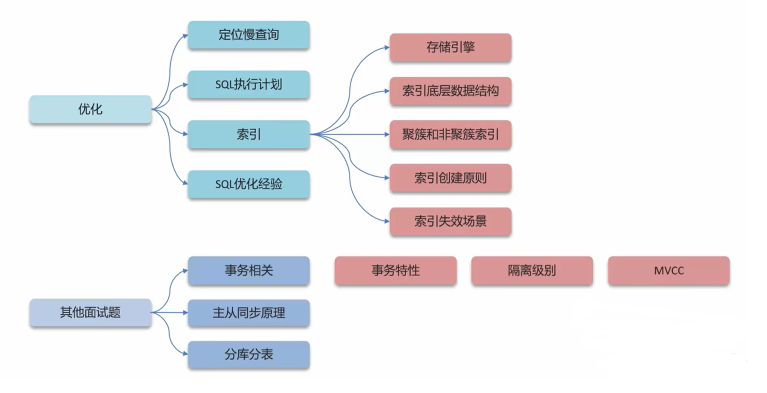 优化
定位慢查询
SQL执行计划
索引
SQL优化经验
存储引擎
索引底层数据结构
聚簇和非聚簇索引
索引创建原则
索引失效场景
其他面试题
事务相关
主从同步原理
分库分表
事务特性
隔离级别
MVCC